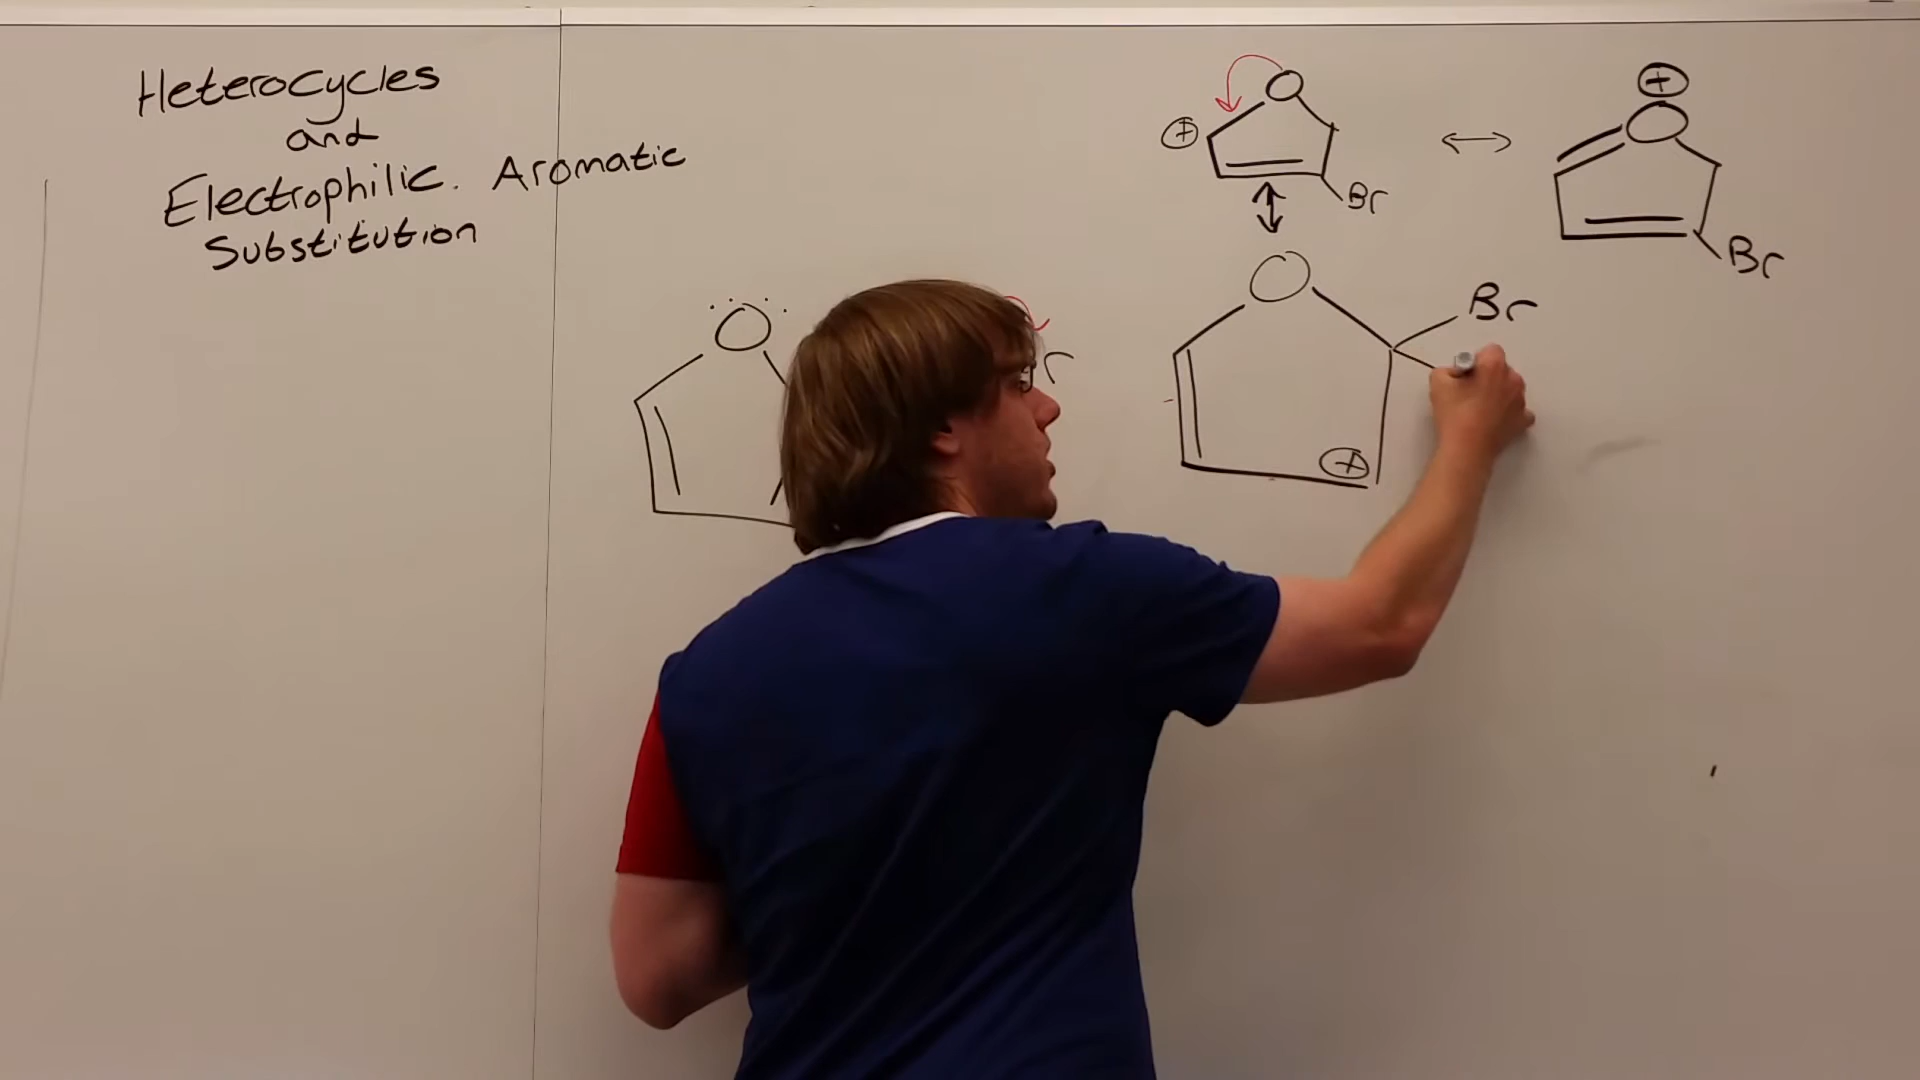 Heterocycles
and
Electrophilic. Aromatic
Substitution
O
⊕
Br
↔
⊕
O
Br
↕
O
Br
⊕
:O:
r